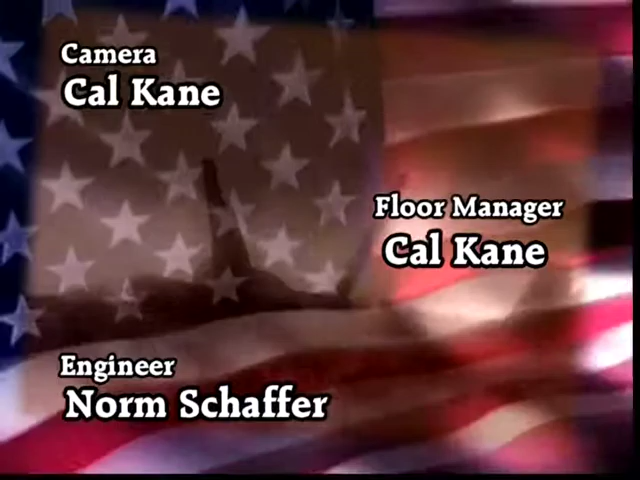 Camera
Cal Kane
Floor Manager
Cal Kane
Engineer
Norm Schaffer